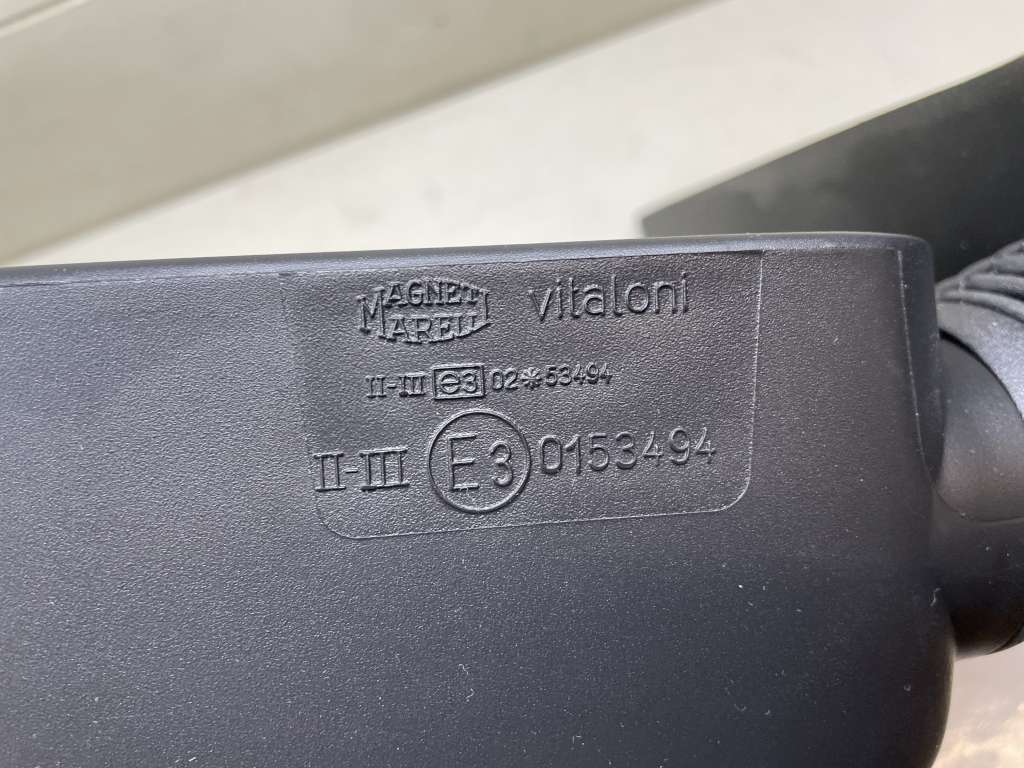 MAGNETI MARELLI vitaloni
II-III e3 02*53494
II-III E3 0153494